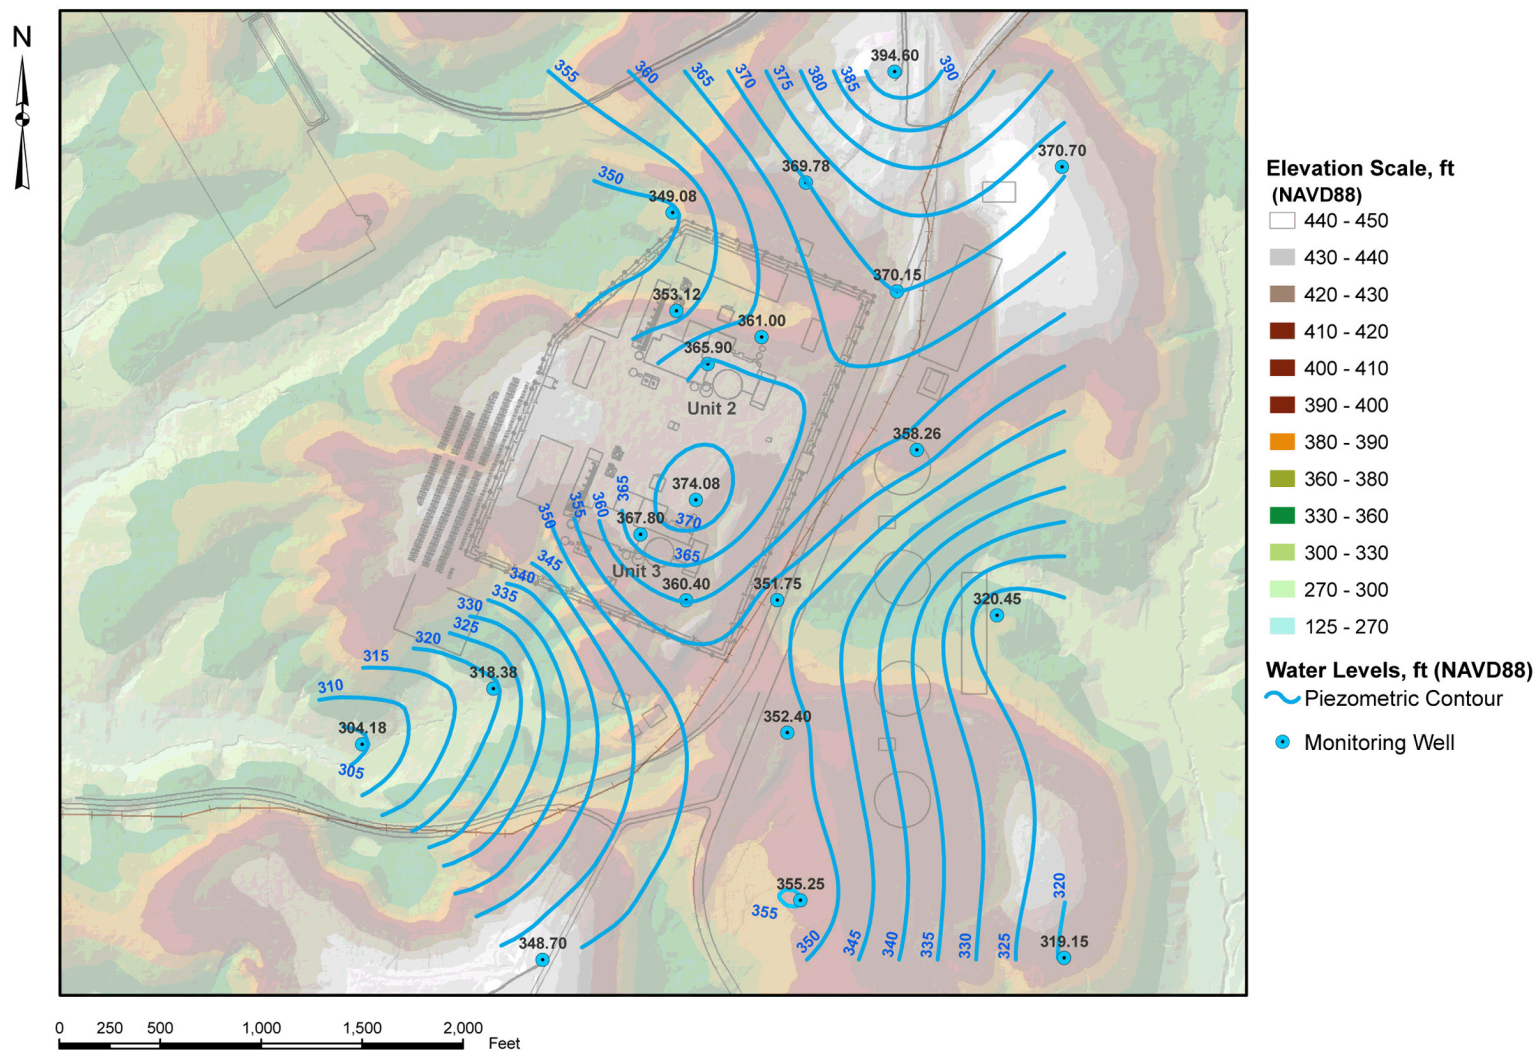 N
394.60
355
360
365
370
375
380
385
390
370.70
369.78
350
349.08
370.15
353.12
361.00
365.90
Unit 2
358.26
374.08
365
355
360
350
370
367.80
365
Unit 3
345
340
360.40
351.75
335
320.45
330
325
320
315
318.38
310
352.40
304.18
305
355.25
320
355
350
345
340
335
330
325
348.70
319.15
Elevation Scale, ft
(NAVD88)
440 - 450
430 - 440
420 - 430
410 - 420
400 - 410
390 - 400
380 - 390
360 - 380
330 - 360
300 - 330
270 - 300
125 - 270
Water Levels, ft (NAVD88)
Piezometric Contour
Monitoring Well
0 250 500 1,000 1,500 2,000
Feet